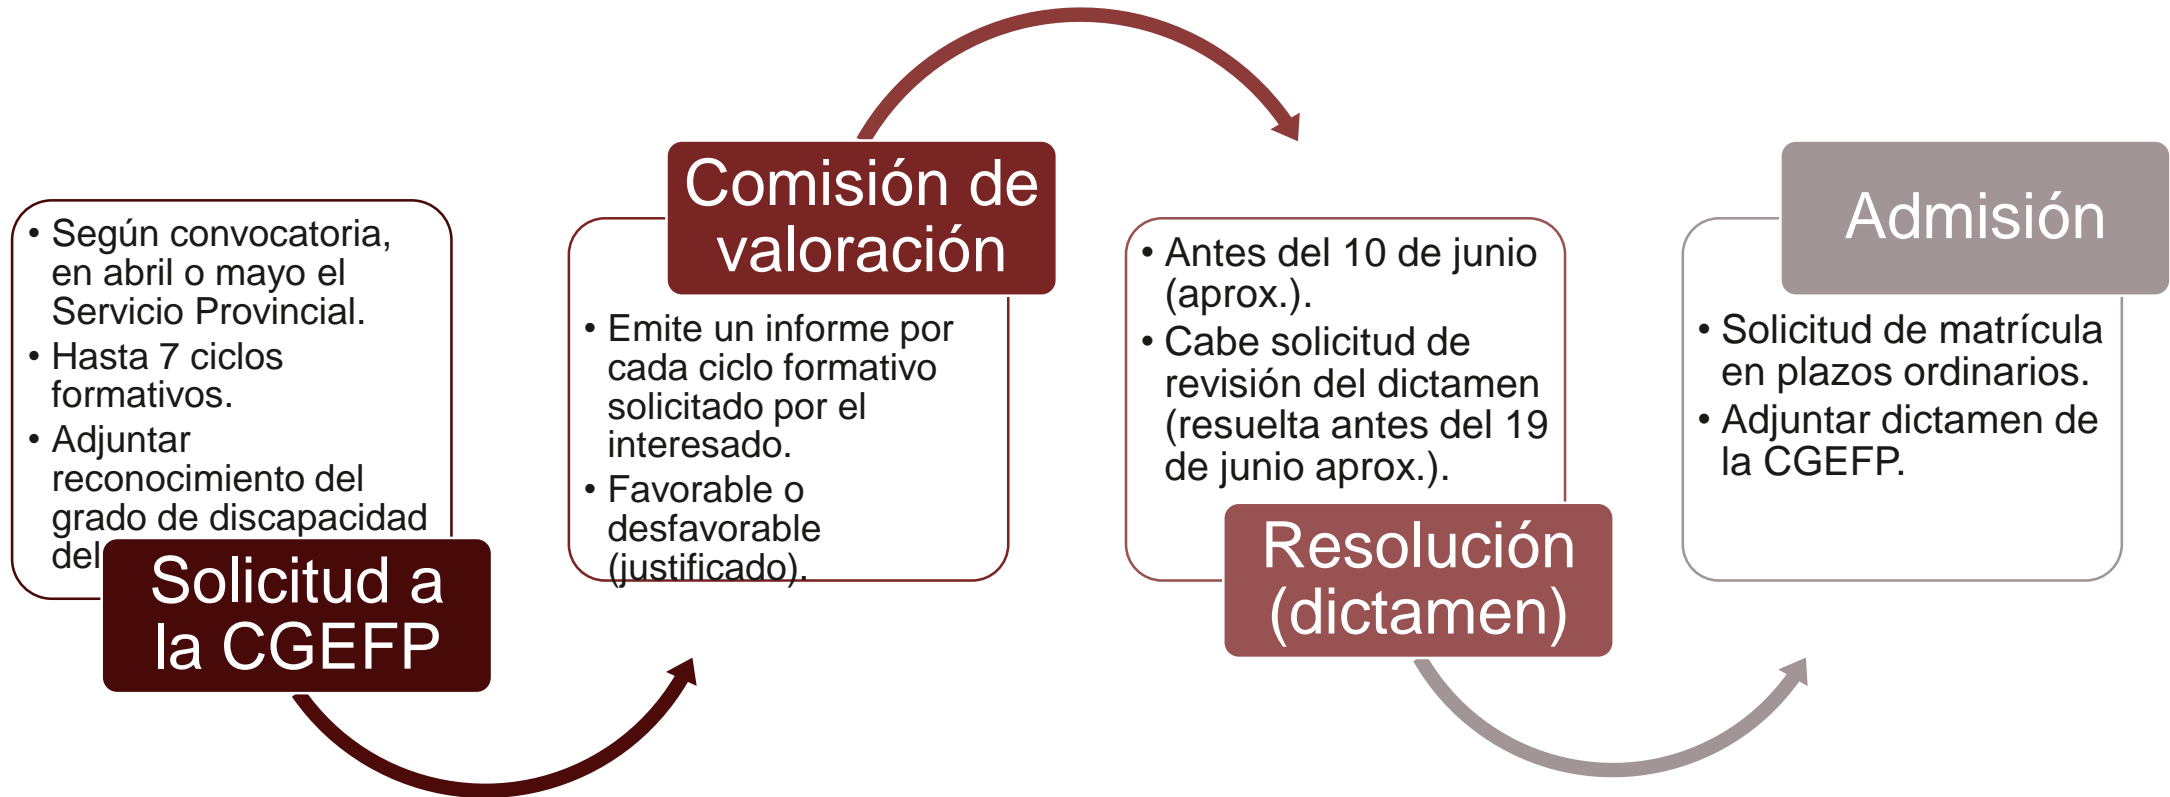 • Según convocatoria,
en abril o mayo el
Servicio Provincial.
• Hasta 7 ciclos
formativos.
• Adjuntar
reconocimiento del
grado de discapacidad
del
Solicitud a
la CGEFP
Comisión de
valoración
• Emite un informe por
cada ciclo formativo
solicitado por el
interesado.
• Favorable o
desfavorable
(justificado).
• Antes del 10 de junio
(aprox.).
• Cabe solicitud de
revisión del dictamen
(resuelta antes del 19
de junio aprox.).
Resolución
(dictamen)
Admisión
• Solicitud de matrícula
en plazos ordinarios.
• Adjuntar dictamen de
la CGEFP.